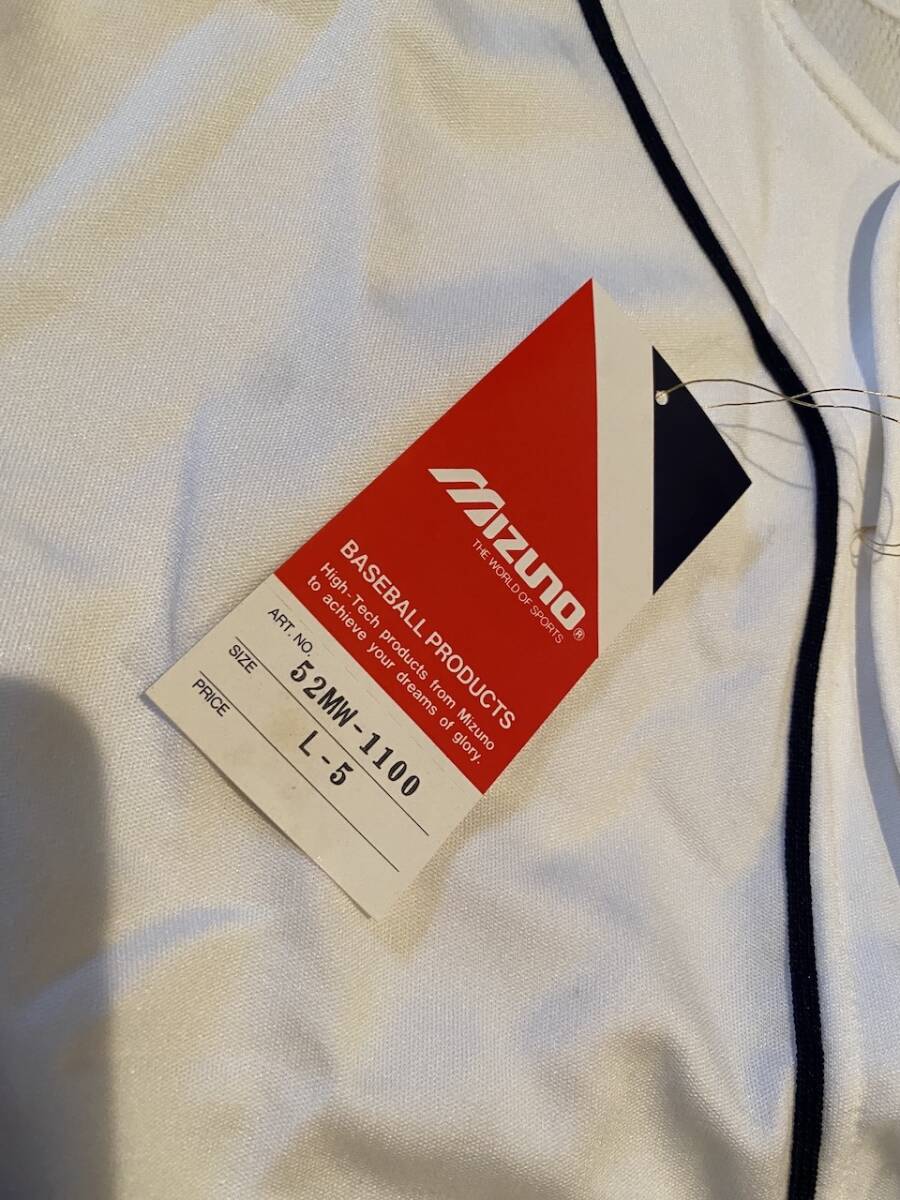 MIZUNO®
THE WORLD OF SPORTS
BASEBALL PRODUCTS
High-Tech products from Mizuno
to achieve your dreams of glory.
ART. NO. 52MW-1100
SIZE L-5
PRICE